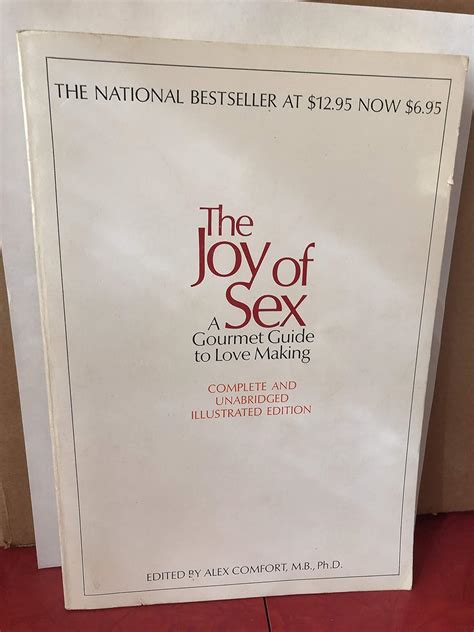 THE NATIONAL BESTSELLER AT $12.95 NOW $6.95
The
Joy of
Sex
A
Gourmet Guide
to Love Making
COMPLETE AND
UNABRIDGED
ILLUSTRATED EDITION
EDITED BY ALEX COMFORT, M.B., Ph.D.